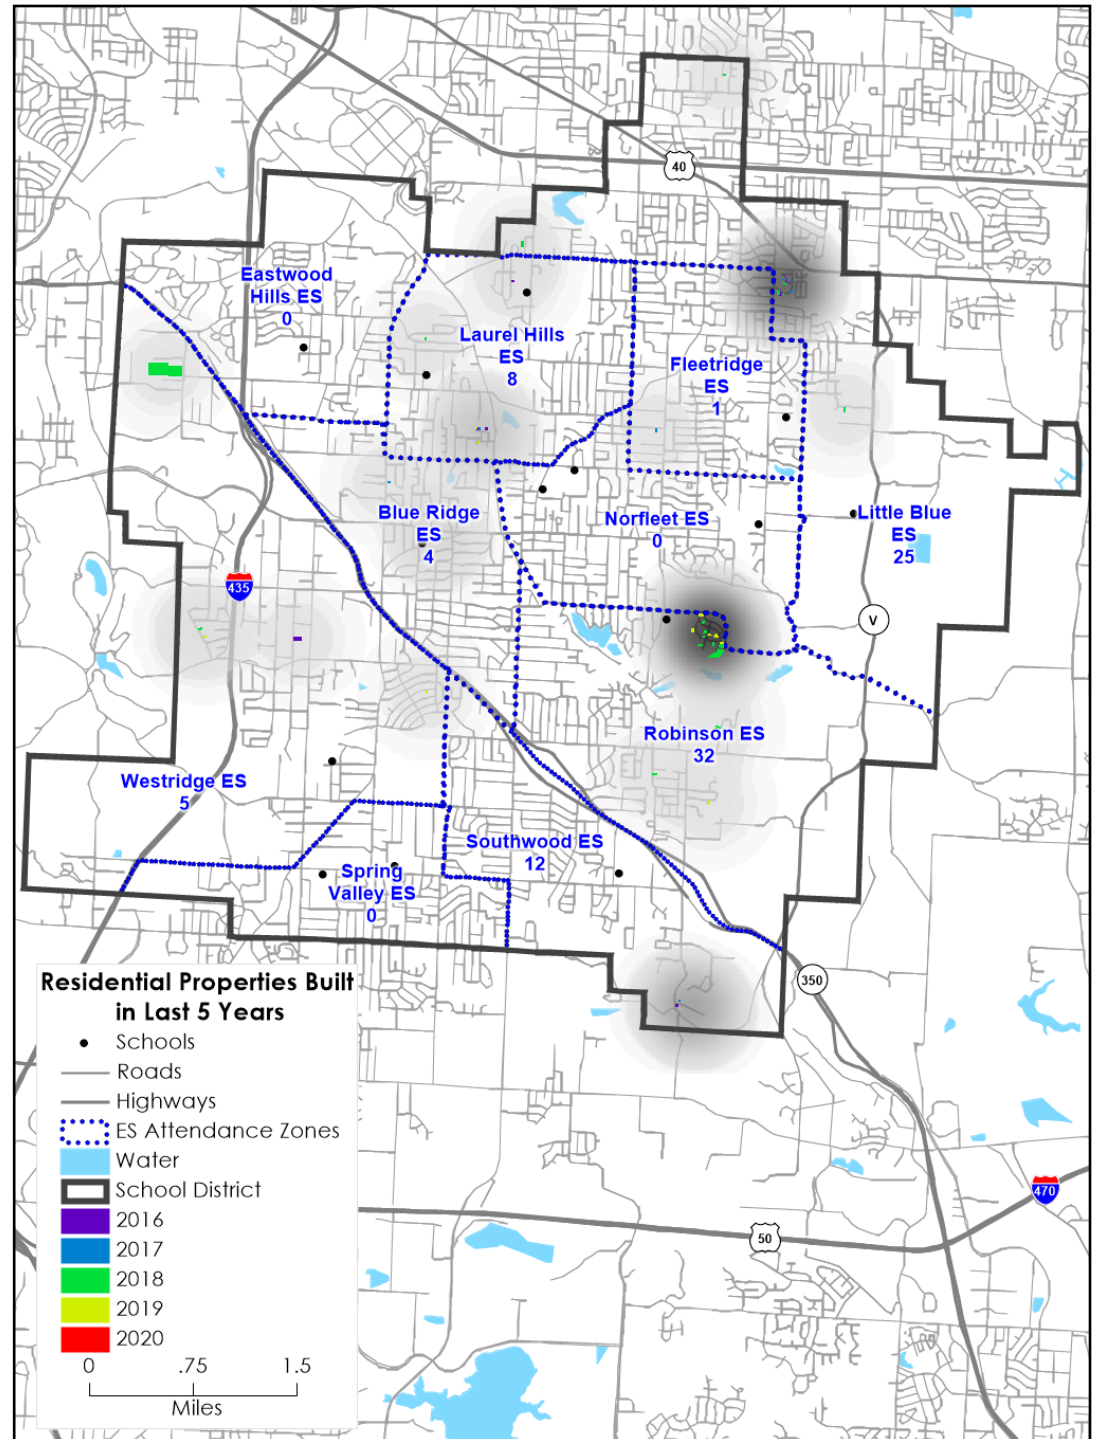 40
Eastwood
Hills ES
0
Laurel Hills
ES
8
Fleetridge
ES
1
Blue Ridge
ES
4
Norfleet ES
0
Little Blue
ES
25
435
V
Robinson ES
32
Westridge ES
5
Southwood ES
12
Spring
Valley ES
0
350
470
50
Residential Properties Built
in Last 5 Years
Schools
Roads
Highways
ES Attendance Zones
Water
School District
2016
2017
2018
2019
2020
0 .75 1.5
Miles